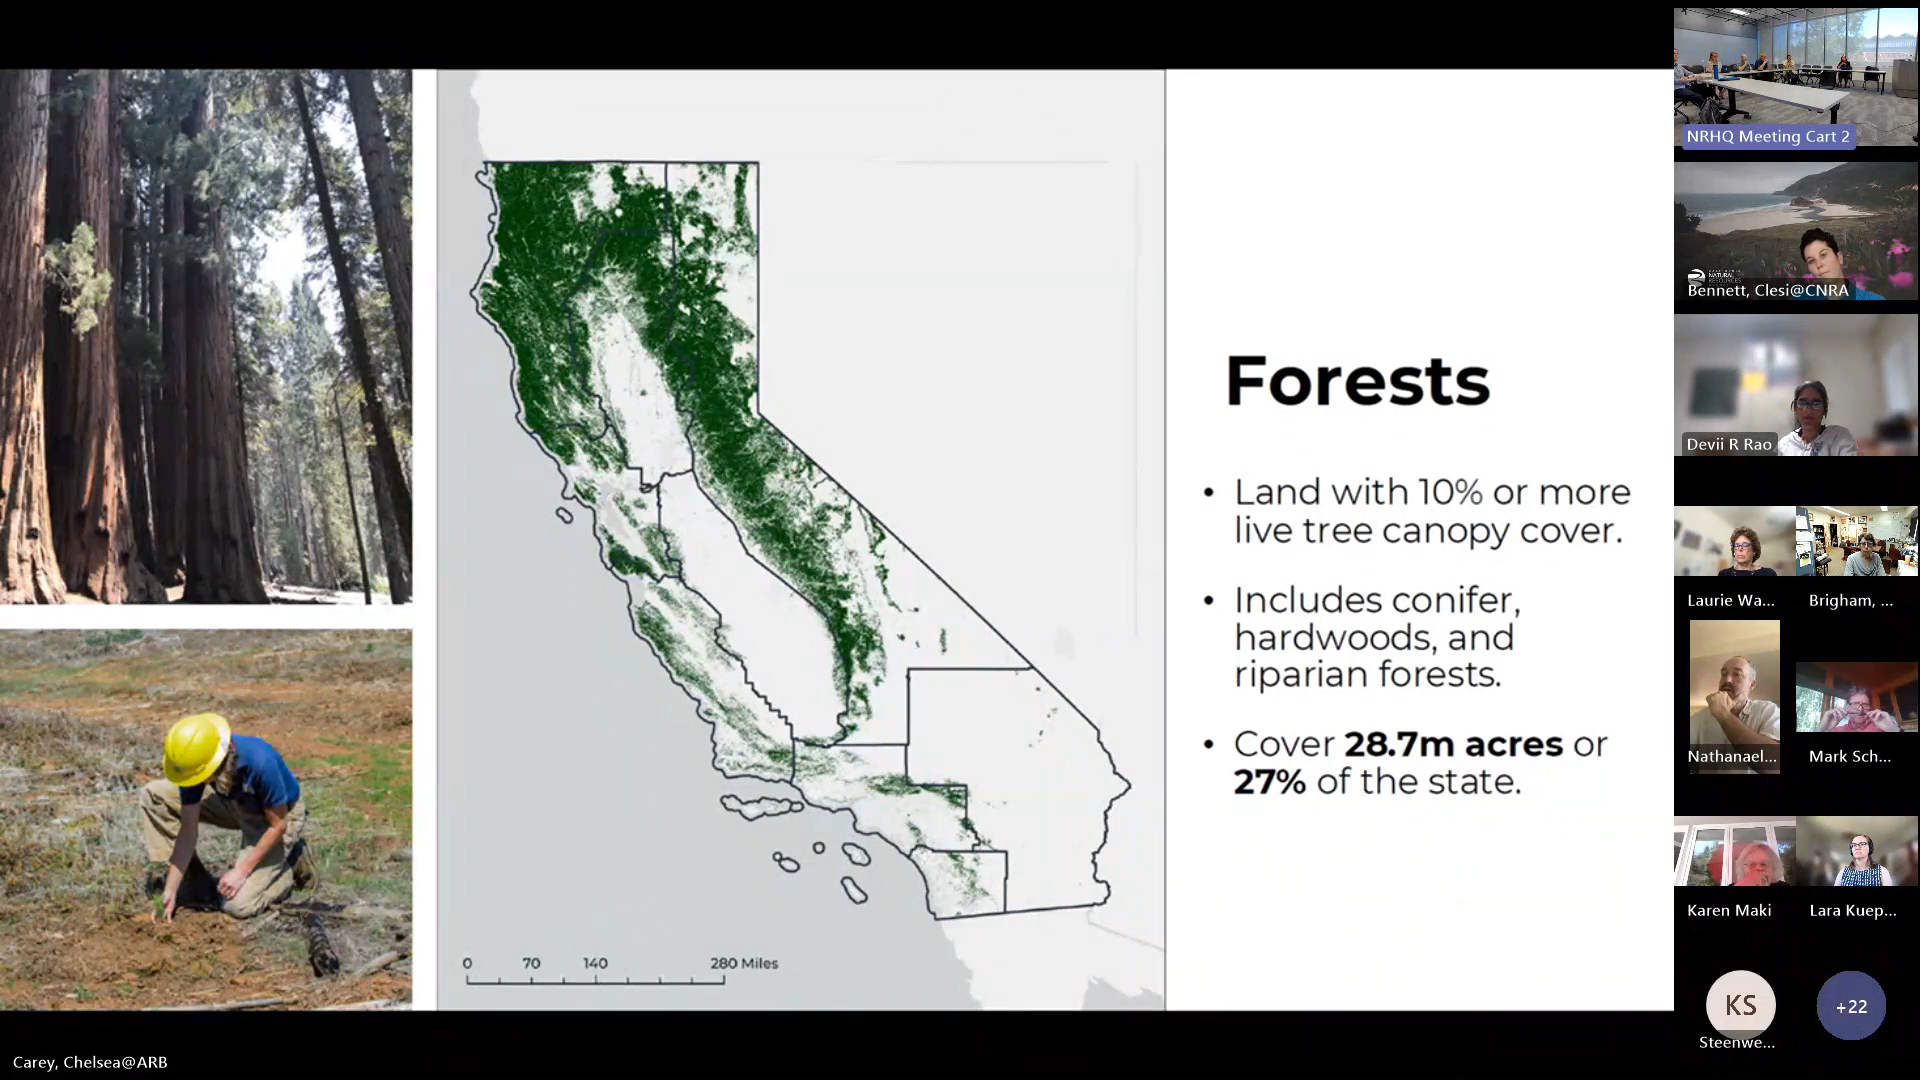 Forests
• Land with 10% or more
live tree canopy cover.
• Includes conifer,
hardwoods, and
riparian forests.
• Cover 28.7m acres or
27% of the state.
0 70 140 280 Miles
NRHQ Meeting Cart 2
NATURAL
Bennett, Clesi@CNRA
Devii R Rao
Laurie Wa...
Brigham, ...
Nathanael...
Mark Sch...
Karen Maki
Lara Kuep...
KS
Steenwe...
+22
Carey, Chelsea@ARB